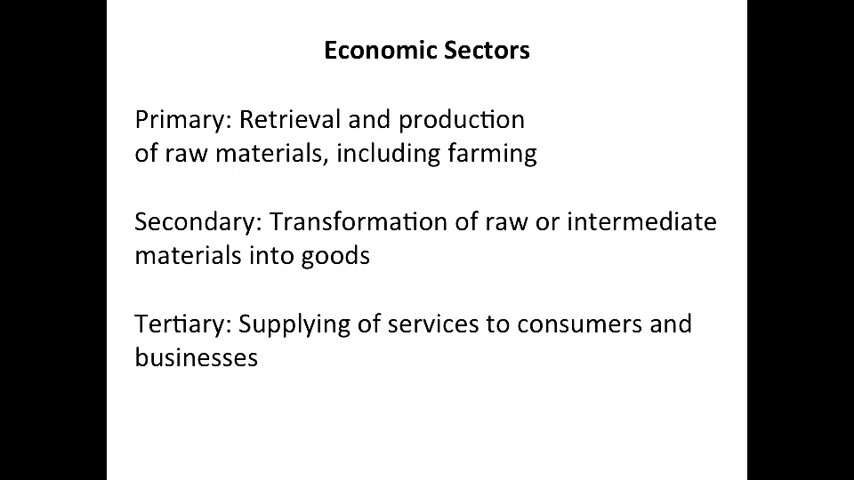 Economic Sectors
Primary: Retrieval and production
of raw materials, including farming
Secondary: Transformation of raw or intermediate
materials into goods
Tertiary: Supplying of services to consumers and
businesses